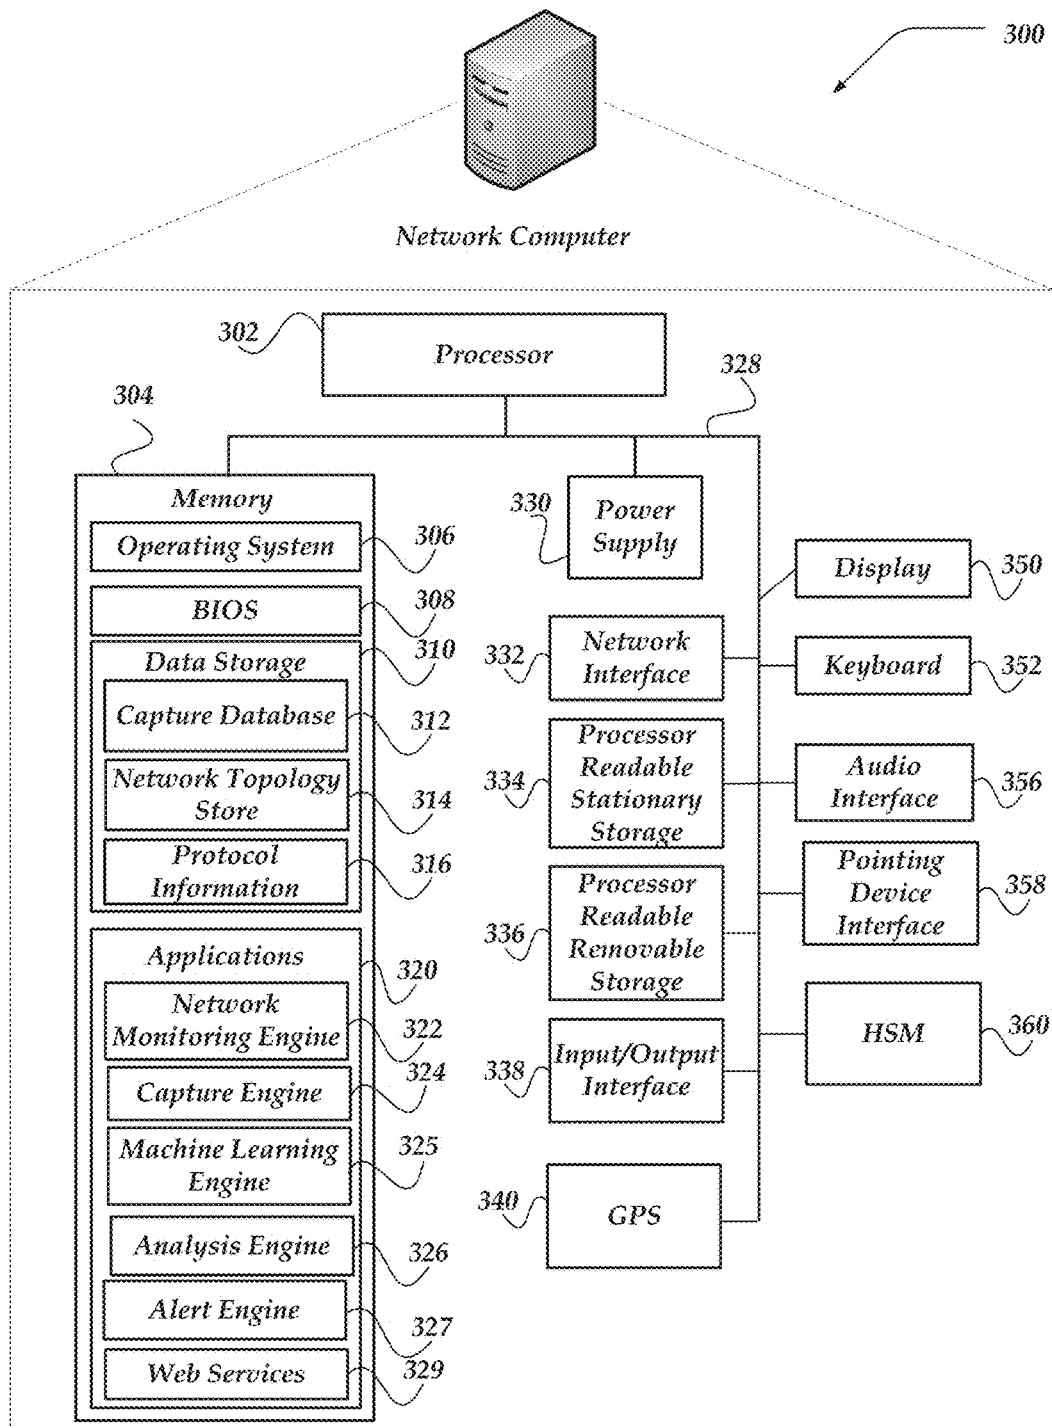 300
Network Computer
302
Processor
328
304
Memory
Operating System
306
BIOS
308
Data Storage
310
Capture Database
312
Network Topology
Store
314
Protocol
Information
316
Applications
320
Network
Monitoring Engine
322
Capture Engine
324
Machine Learning
Engine
325
Analysis Engine
326
Alert Engine
327
Web Services
329
330
Power
Supply
332
Network
Interface
334
Processor
Readable
Stationary
Storage
336
Processor
Readable
Removable
Storage
338
Input/Output
Interface
340
GPS
Display
350
Keyboard
352
Audio
Interface
356
Pointing
Device
Interface
358
HSM
360